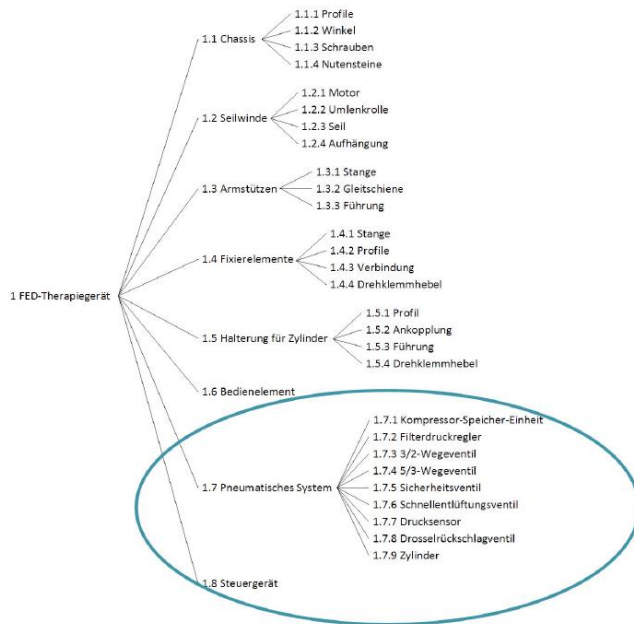 1 FED-Therapiegerät
1.1 Chassis
1.1.1 Profile
1.1.2 Winkel
1.1.3 Schrauben
1.1.4 Nutensteine
1.2 Seilwinde
1.2.1 Motor
1.2.2 Umlenkrolle
1.2.3 Seil
1.2.4 Aufhängung
1.3 Armstützen
1.3.1 Stange
1.3.2 Gleitschiene
1.3.3 Führung
1.4 Fixierelemente
1.4.1 Stange
1.4.2 Profile
1.4.3 Verbindung
1.4.4 Drehklemmhebel
1.5 Halterung für Zylinder
1.5.1 Profil
1.5.2 Ankopplung
1.5.3 Führung
1.5.4 Drehklemmhebel
1.6 Bedienelement
1.7 Pneumatisches System
1.7.1 Kompressor-Speicher-Einheit
1.7.2 Filterdruckregler
1.7.3 3/2-Wegeventil
1.7.4 5/3-Wegeventil
1.7.5 Sicherheitsventil
1.7.6 Schnellentlüftungsventil
1.7.7 Drucksensor
1.7.8 Drosselrückschlagventil
1.7.9 Zylinder
1.8 Steuergerät